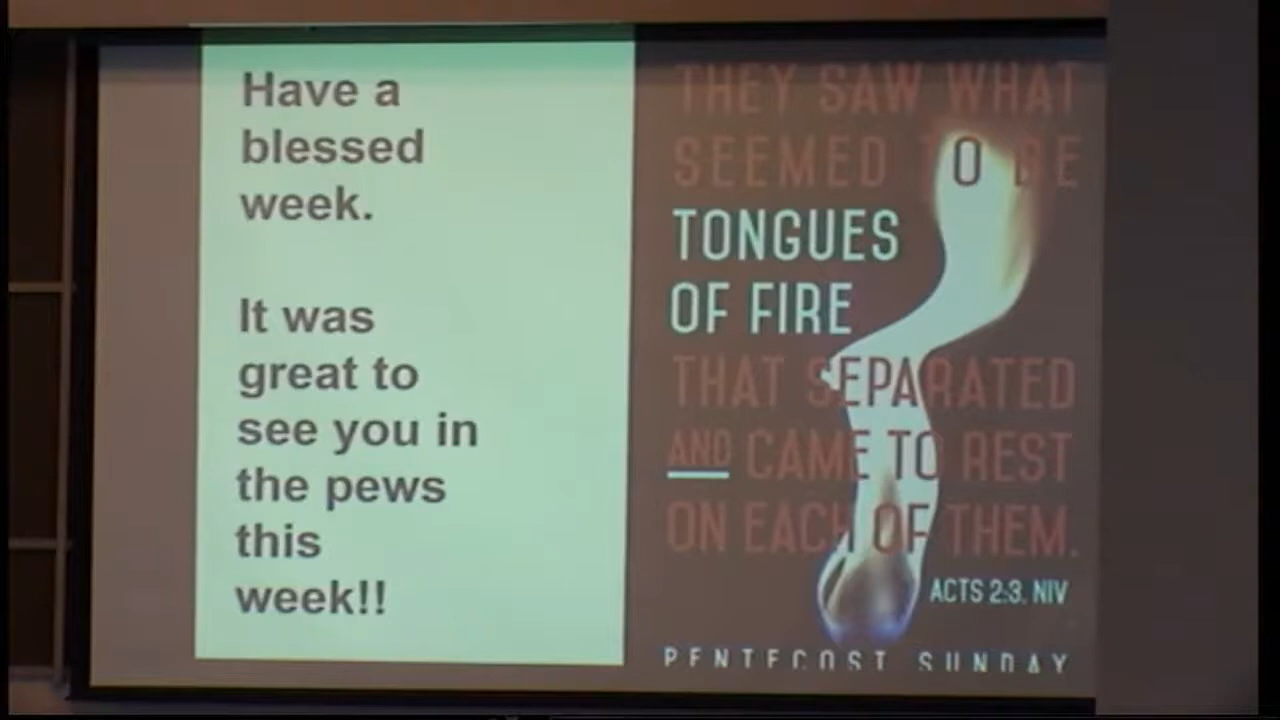 Have a
blessed
week.
It was
great to
see you in
the pews
this
week!!
THEY SAW WHAT
SEEMED TO BE
TONGUES
OF FIRE
THAT SEPARATED
AND CAME TO REST
ON EACH OF THEM.
ACTS 2:3. NIV
PENTECOST SUNDAY